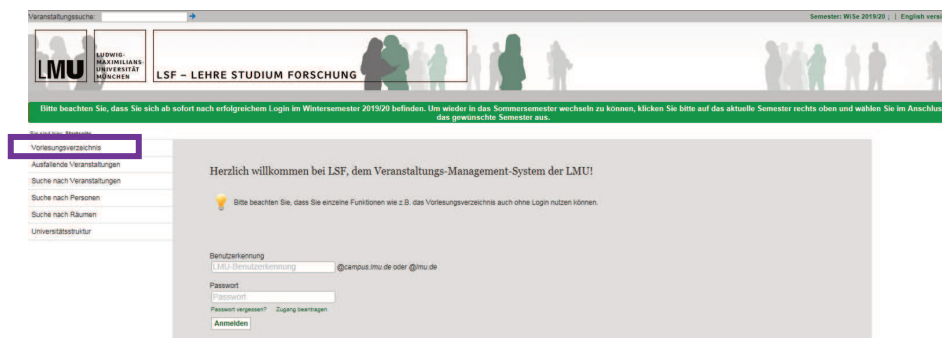 Veranstaltungssuche:
Semester: WiSe 2019/20 | English versi
LMU
LUDWIG-
MAXIMILIANS-
UNIVERSITÄT
MÜNCHEN
LSF – LEHRE STUDIUM FORSCHUNG
Bitte beachten Sie, dass Sie sich ab sofort nach erfolgreichem Login im Wintersemester 2019/20 befinden. Um wieder in das Sommersemester wechseln zu können, klicken Sie bitte auf das aktuelle Semester rechts oben und wählen Sie im Anschlus
das gewünschte Semester aus.
Sie sind hier: Startseite
Vorlesungsverzeichnis
Ausfallende Veranstaltungen
Suche nach Veranstaltungen
Suche nach Personen
Suche nach Räumen
Universitätsstruktur
Herzlich willkommen bei LSF, dem Veranstaltungs-Management-System der LMU!
Bitte beachten Sie, dass Sie einzelne Funktionen wie z.B. das Vorlesungsverzeichnis auch ohne Login nutzen können.
Benutzerkennung
LMU-Benutzerkennung @campus.lmu.de oder @lmu.de
Passwort
Passwort
Passwort vergessen? Zugang beantragen
Anmelden